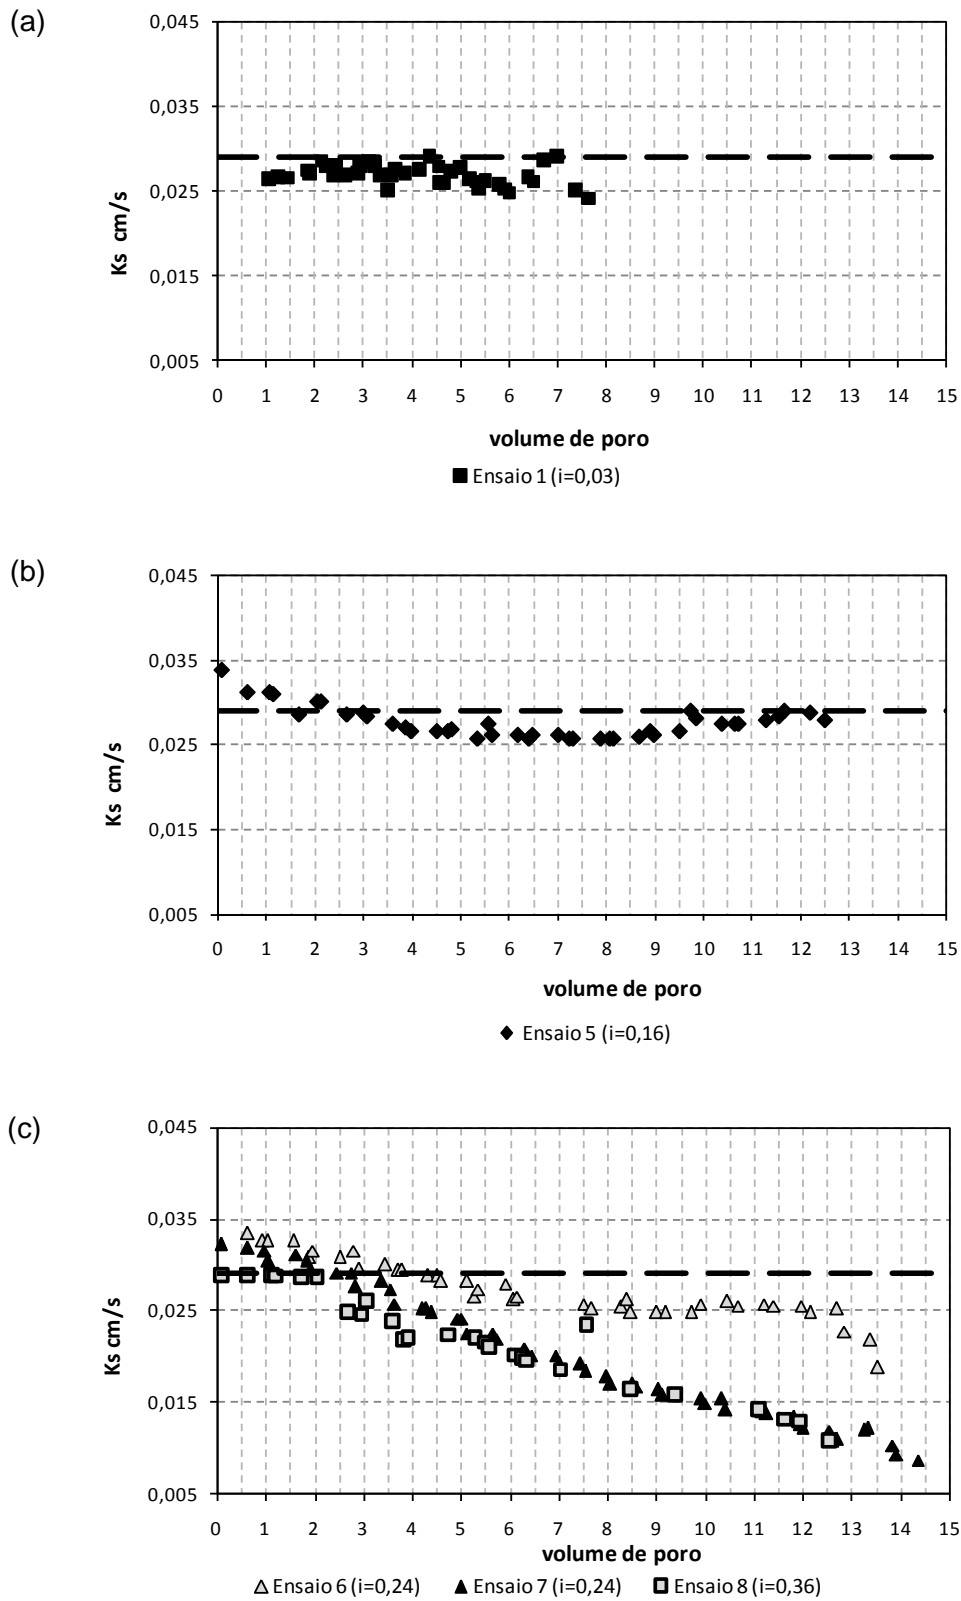 (a)
0,045
0,035
0,025
0,015
0,005
Ks cm/s
0 1 2 3 4 5 6 7 8 9 10 11 12 13 14 15
volume de poro
Ensaio 1 (i=0,03)
(b)
0,045
0,035
0,025
0,015
0,005
Ks cm/s
0 1 2 3 4 5 6 7 8 9 10 11 12 13 14 15
volume de poro
Ensaio 5 (i=0,16)
(c)
0,045
0,035
0,025
0,015
0,005
Ks cm/s
0 1 2 3 4 5 6 7 8 9 10 11 12 13 14 15
volume de poro
Ensaio 6 (i=0,24) Ensaio 7 (i=0,24) Ensaio 8 (i=0,36)